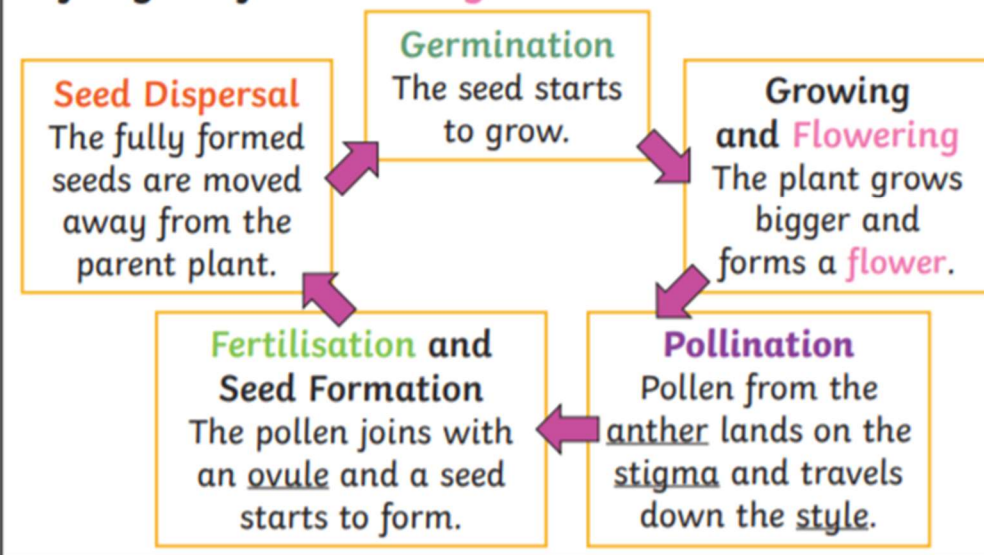 Germination
The seed starts
to grow.
Growing
and Flowering
The plant grows
bigger and
forms a flower.
Pollination
Pollen from the
anther lands on the
stigma and travels
down the style.
Fertilisation and
Seed Formation
The pollen joins with
an ovule and a seed
starts to form.
Seed Dispersal
The fully formed
seeds are moved
away from the
parent plant.